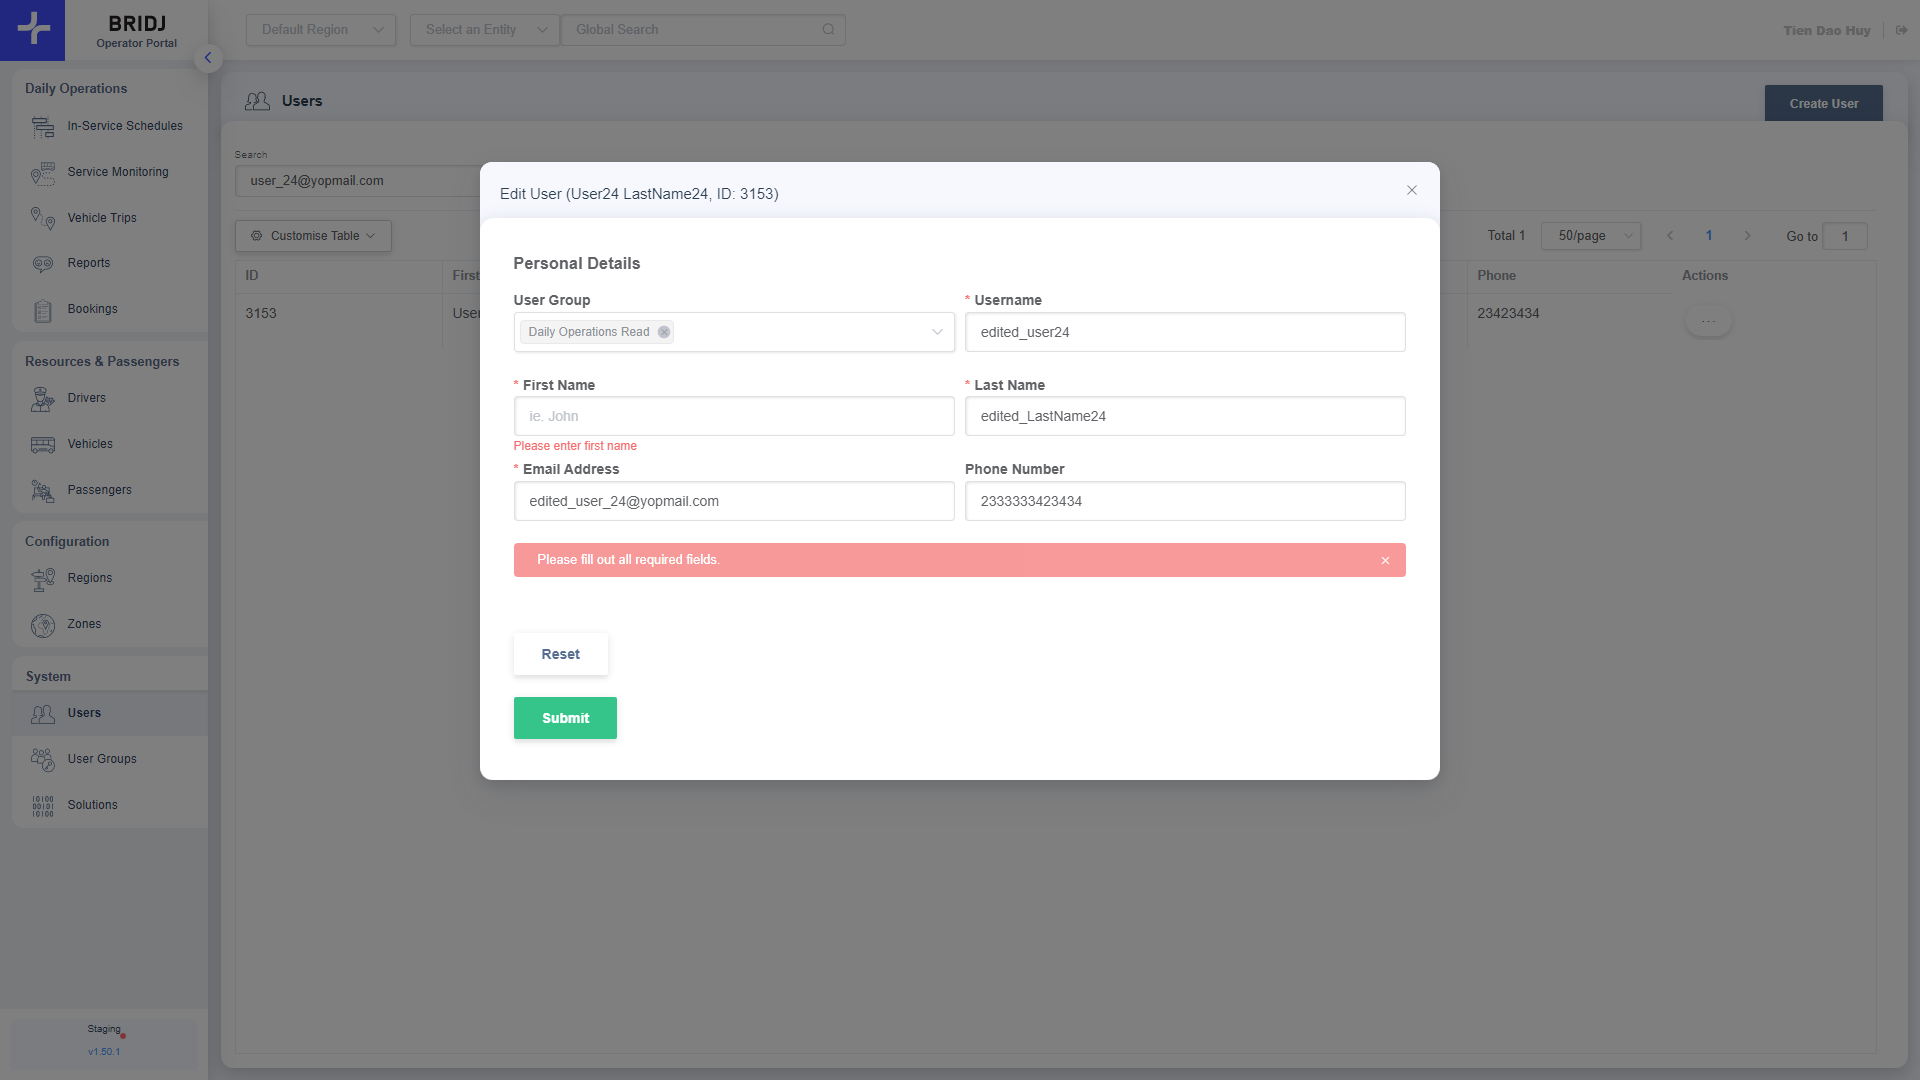 BRIDJ
Operator Portal
Default Region
Select an Entity
Global Search
Tien Dao Huy
Daily Operations
In-Service Schedules
Service Monitoring
Vehicle Trips
Reports
Bookings
Resources & Passengers
Drivers
Vehicles
Passengers
Configuration
Regions
Zones
System
Users
User Groups
Solutions
Staging
v1.50.1
Users
Create User
Search
user_24@yopmail.com
Customise Table
Total 1
50/page
1
Go to
1
ID
First
Phone
Actions
3153
User
23423434
...
Edit User (User24 LastName24, ID: 3153)
Personal Details
User Group
* Username
Daily Operations Read
edited_user24
* First Name
* Last Name
ie. John
edited_LastName24
Please enter first name
* Email Address
Phone Number
edited_user_24@yopmail.com
2333333423434
Please fill out all required fields.
Reset
Submit